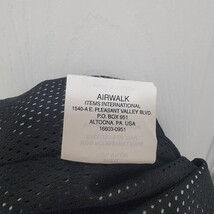 AIRWALK
ITEMS INTERNATIONAL
1540-A E. PLEASANT VALLEY BLVD.
P.O. BOX 951
ALTOONA, PA. USA
16603-0951